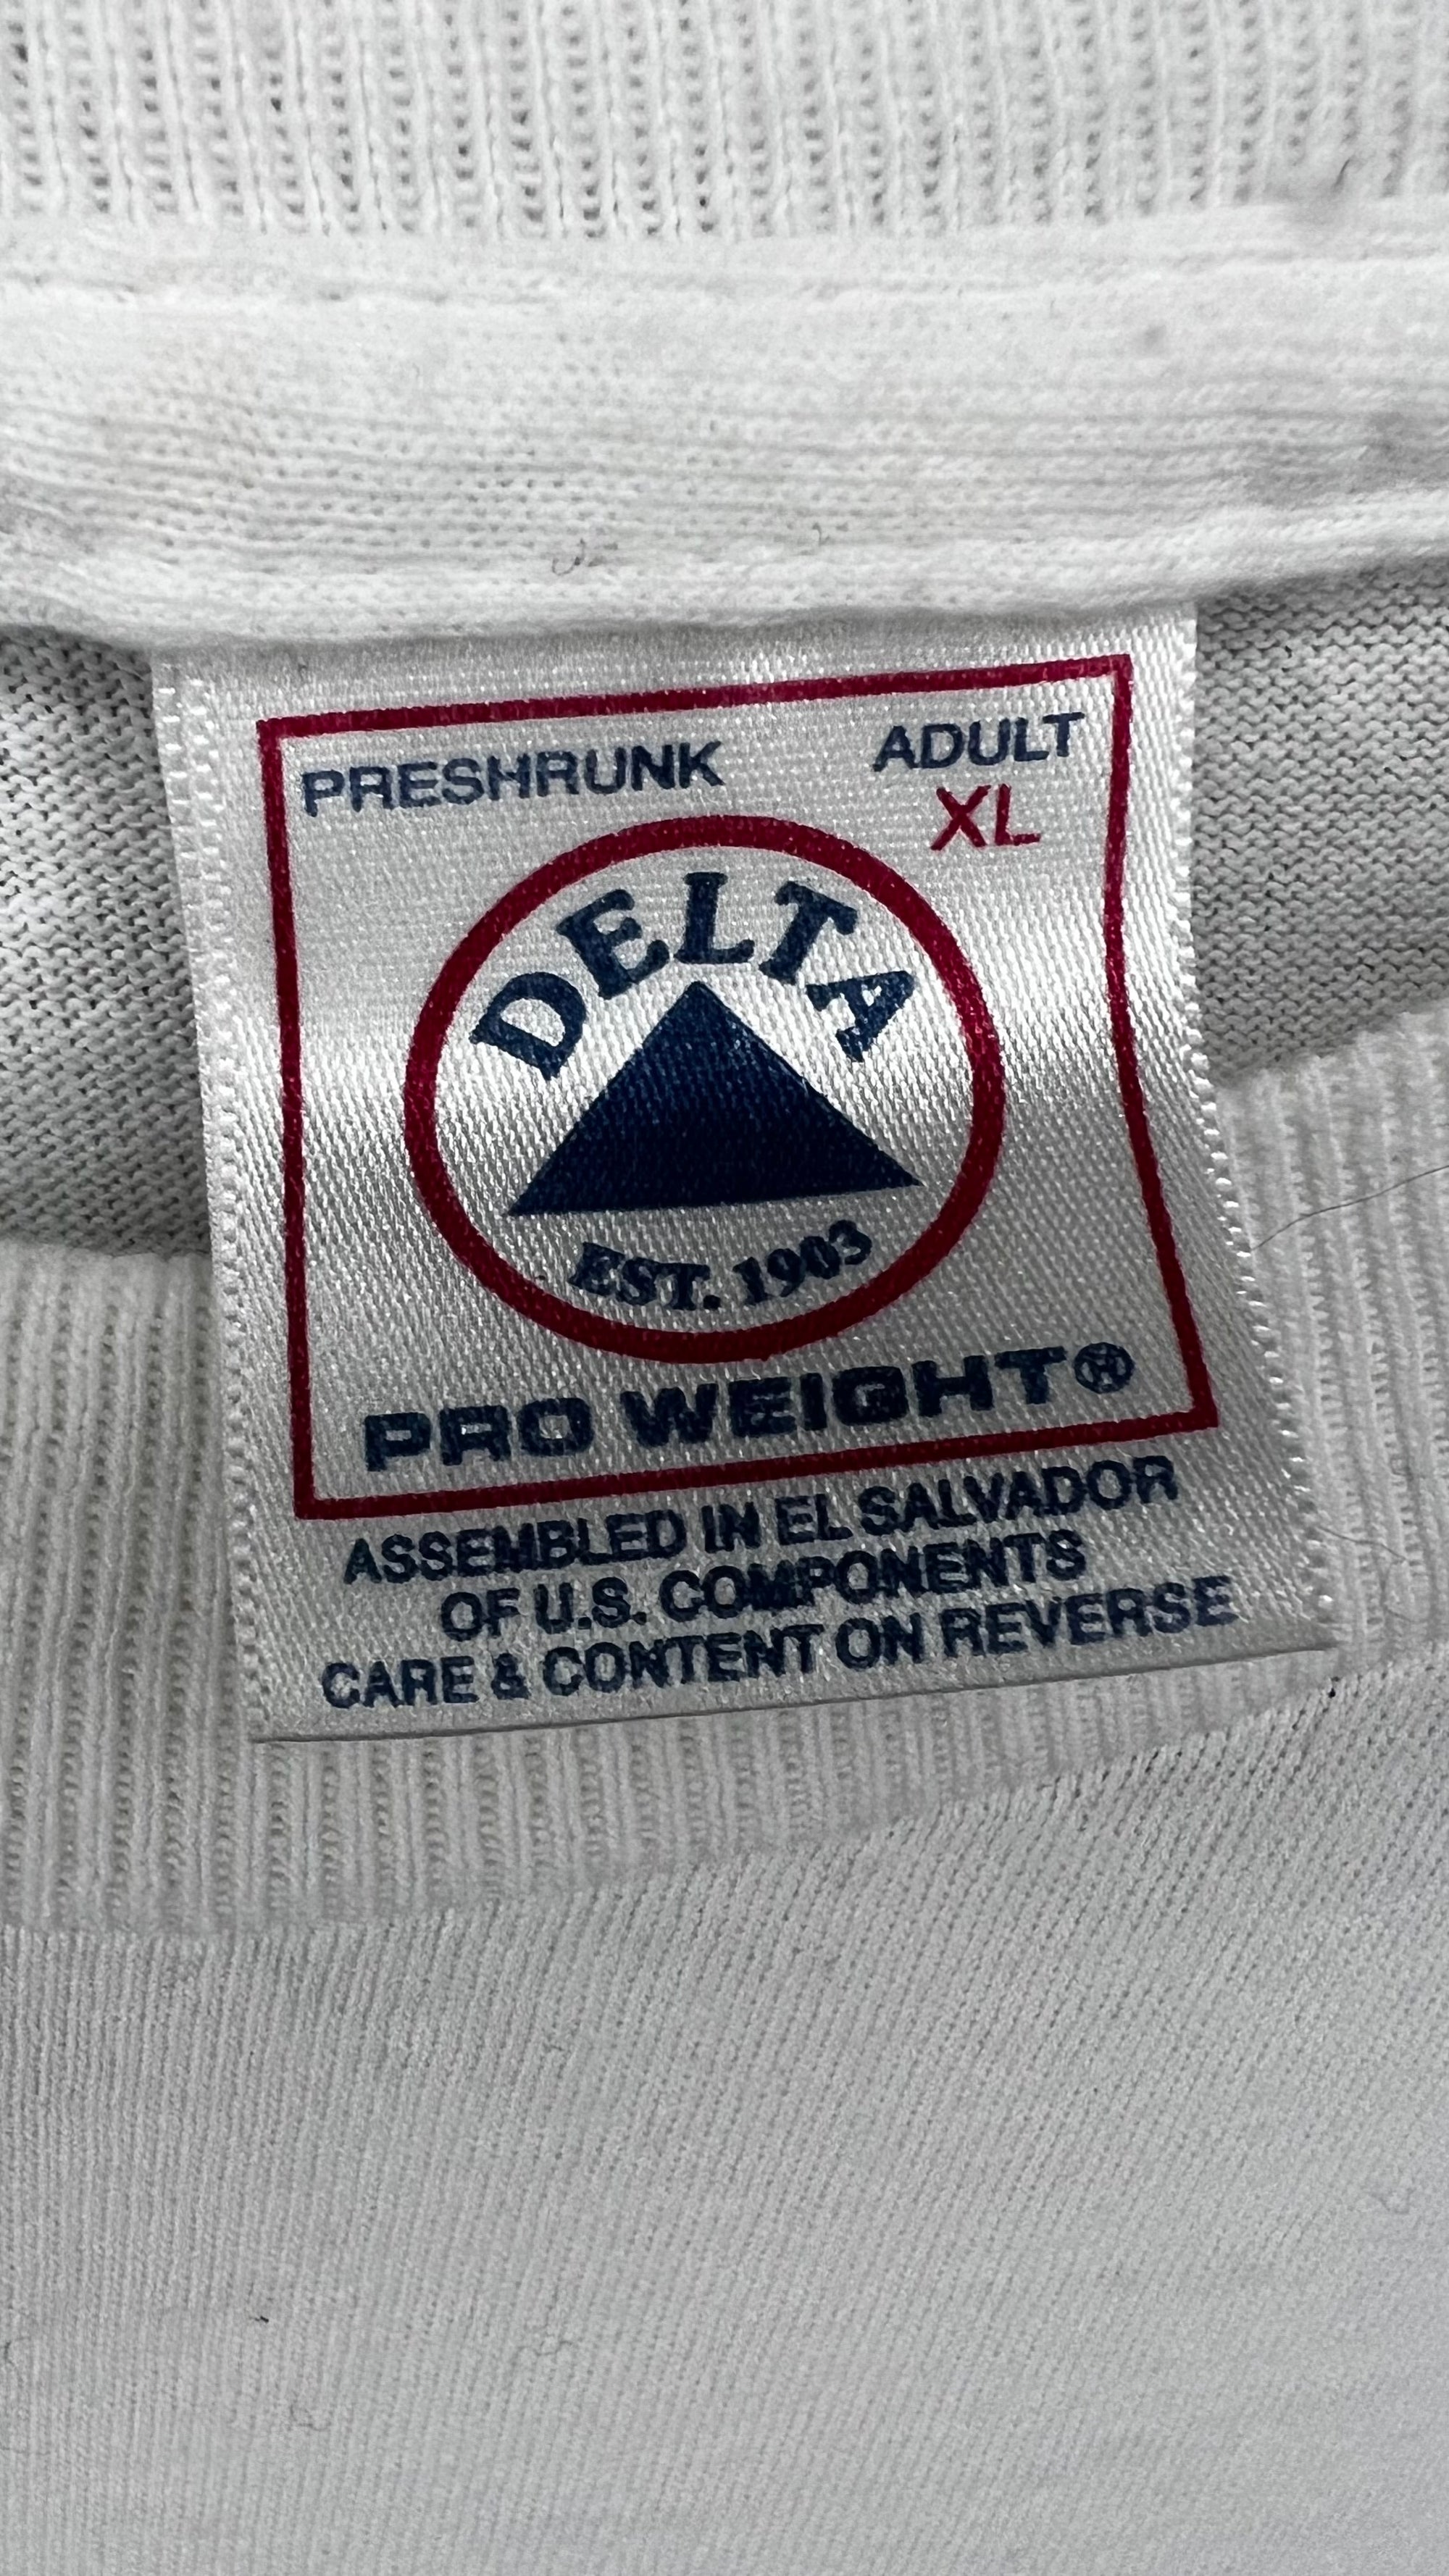 PRESHRUNK ADULT
XL
DELTA
EST. 1903
PRO WEIGHT®
ASSEMBLED IN EL SALVADOR
OF U.S. COMPONENTS
CARE & CONTENT ON REVERSE